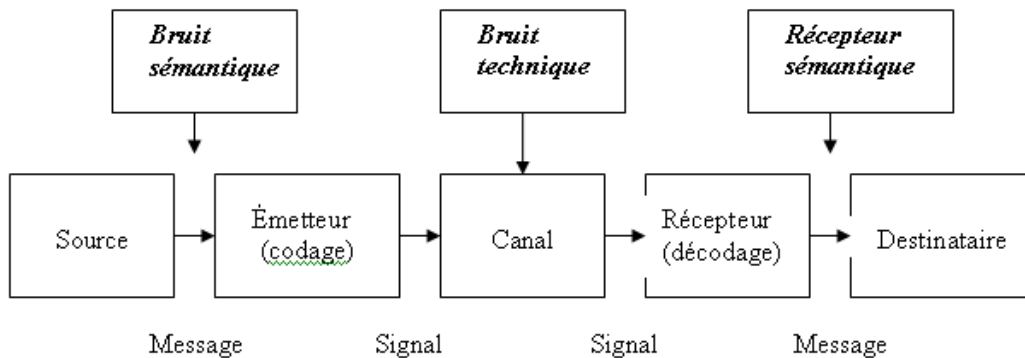 Bruit
sémantique
Bruit
technique
Récepteur
sémantique
Source
Émetteur
(codage)
Canal
Récepteur
(décodage)
Destinataire
Message
Signal
Signal
Message